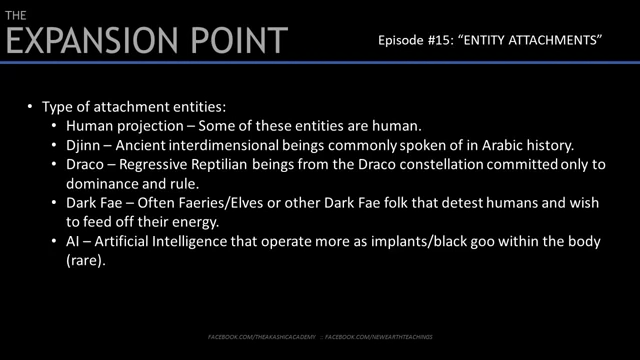 THE
EXPANSION POINT
Episode #15: “ENTITY ATTACHMENTS”
• Type of attachment entities:
• Human projection – Some of these entities are human.
• Djinn – Ancient interdimensional beings commonly spoken of in Arabic history.
• Draco – Regressive Reptilian beings from the Draco constellation committed only to
dominance and rule.
• Dark Fae – Often Faeries/Elves or other Dark Fae folk that detest humans and wish
to feed off their energy.
• AI – Artificial Intelligence that operate more as implants/black goo within the body
(rare).
FACEBOOK.COM/THEAKASHICACADEMY :: FACEBOOK.COM/NEWEARTHTEACHINGS